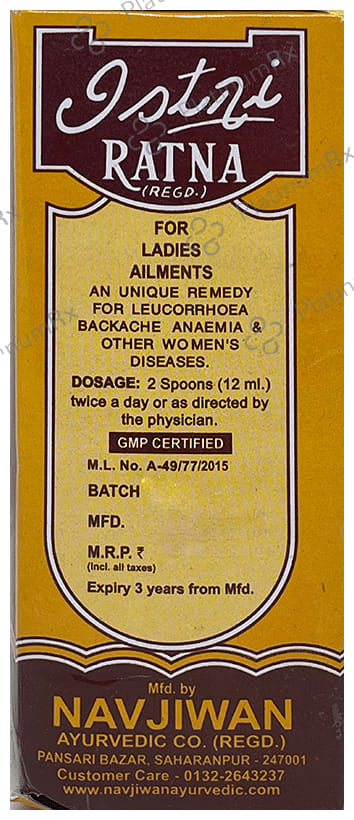 Istri
RATNA
(REGD.)
FOR
LADIES
AILMENTS
AN UNIQUE REMEDY
FOR LEUCORRHOEA
BACKACHE ANAEMIA &
OTHER WOMEN'S
DISEASES.
DOSAGE: 2 Spoons (12 ml.)
twice a day or as directed by
the physician.
GMP CERTIFIED
M.L. No. A-49/77/2015
BATCH
MFD.
M.R.P. ₹
(Incl. all taxes)
Expiry 3 years from Mfd.
Mfd. by
NAVJIWAN
AYURVEDIC CO. (REGD.)
PANSARI BAZAR, SAHARANPUR - 247001
Customer Care - 0132-2643237
www.navjiwanayurvedic.com
PlatinumRx